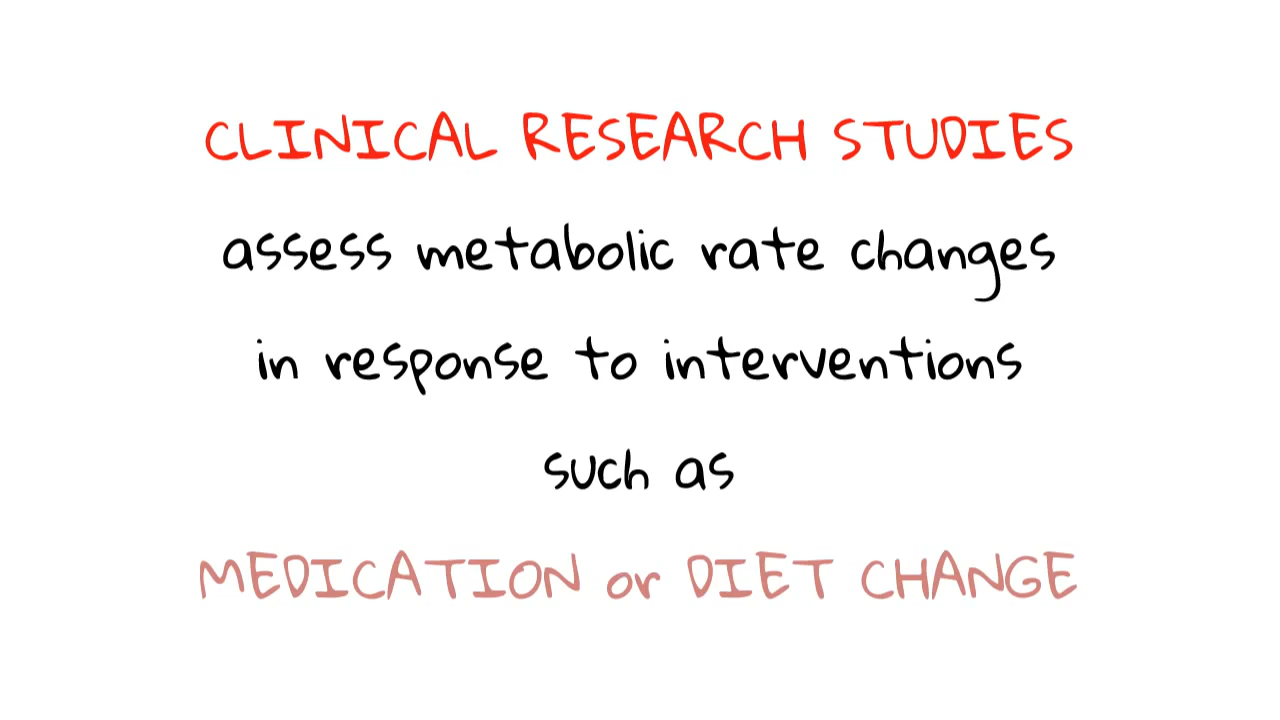 CLINICAL RESEARCH STUDIES
assess metabolic rate changes
in response to interventions
such as
MEDICATION or DIET CHANGE